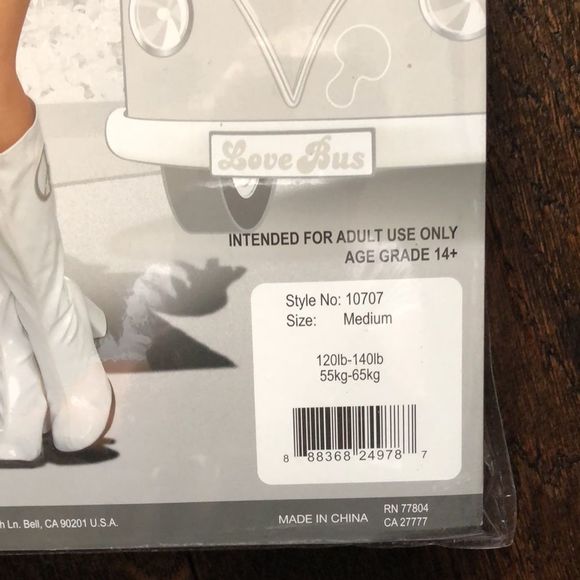 Love Bus
INTENDED FOR ADULT USE ONLY
AGE GRADE 14+
Style No: 10707
Size: Medium
120lb-140lb
55kg-65kg
8 88368 24978 7
h Ln. Bell, CA 90201 U.S.A.
MADE IN CHINA
RN 77804
CA 27777